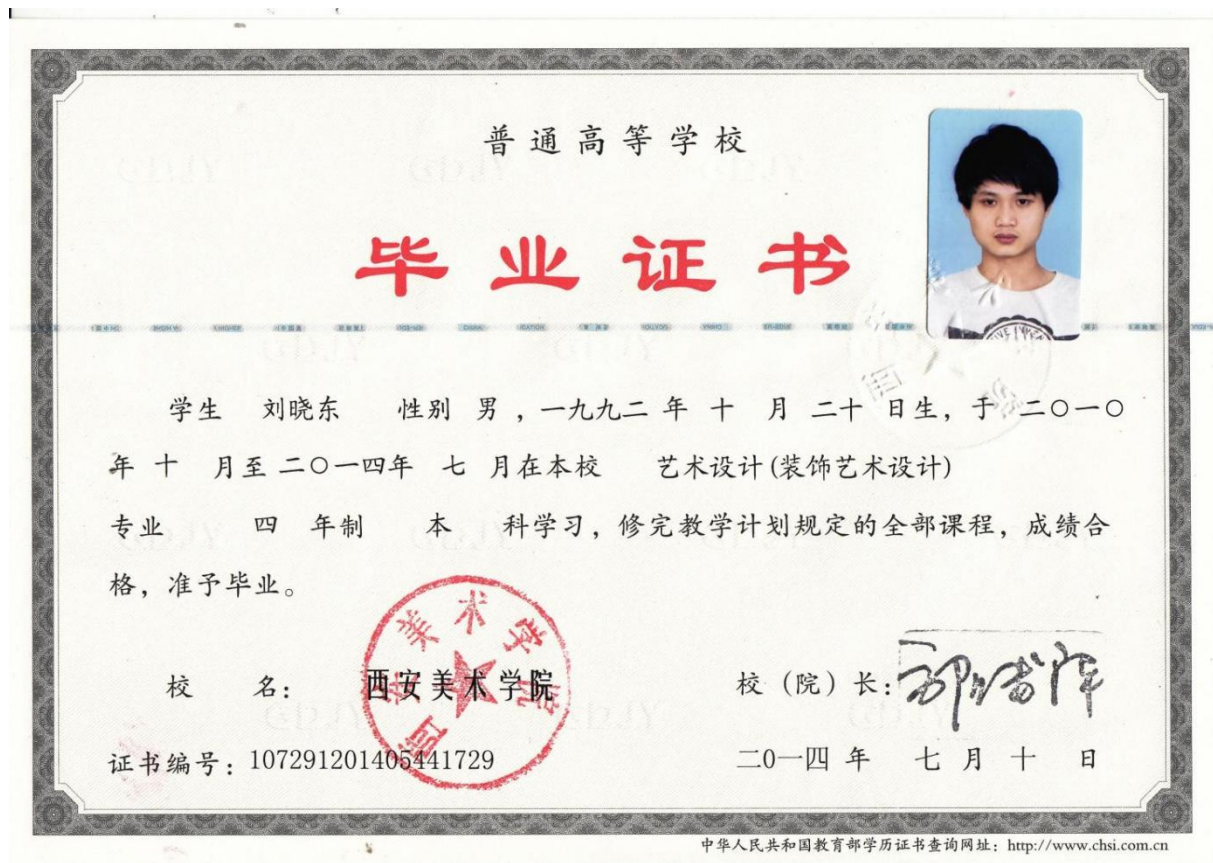 普通高等学校
毕业证书
学生 刘晓东 性别 男，一九九二 年 十 月 二十 日生，于 二〇一〇
年 十 月至 二〇一四年 七 月在本校 艺术设计(装饰艺术设计)
专业 四 年制 本 科学习，修完教学计划规定的全部课程，成绩合
格，准予毕业。
西安美术学院
校 名： 西安美术学院
校（院）长：
证书编号：107291201405441729
二0一四 年 七 月 十 日
中华人民共和国教育部学历证书查询网址：http://www.chsi.com.cn